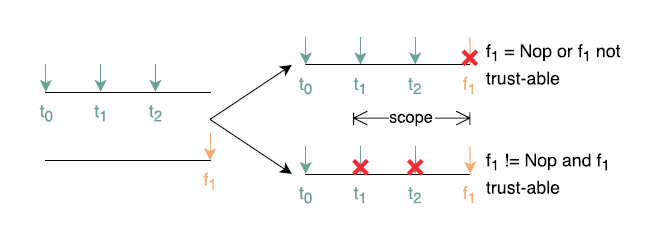 t0 t1 t2 f1 = Nop or f1 not
f1 trust-able
t0 t1 t2
scope
f1
f1 != Nop and f1
t0 t1 t2 f1 trust-able